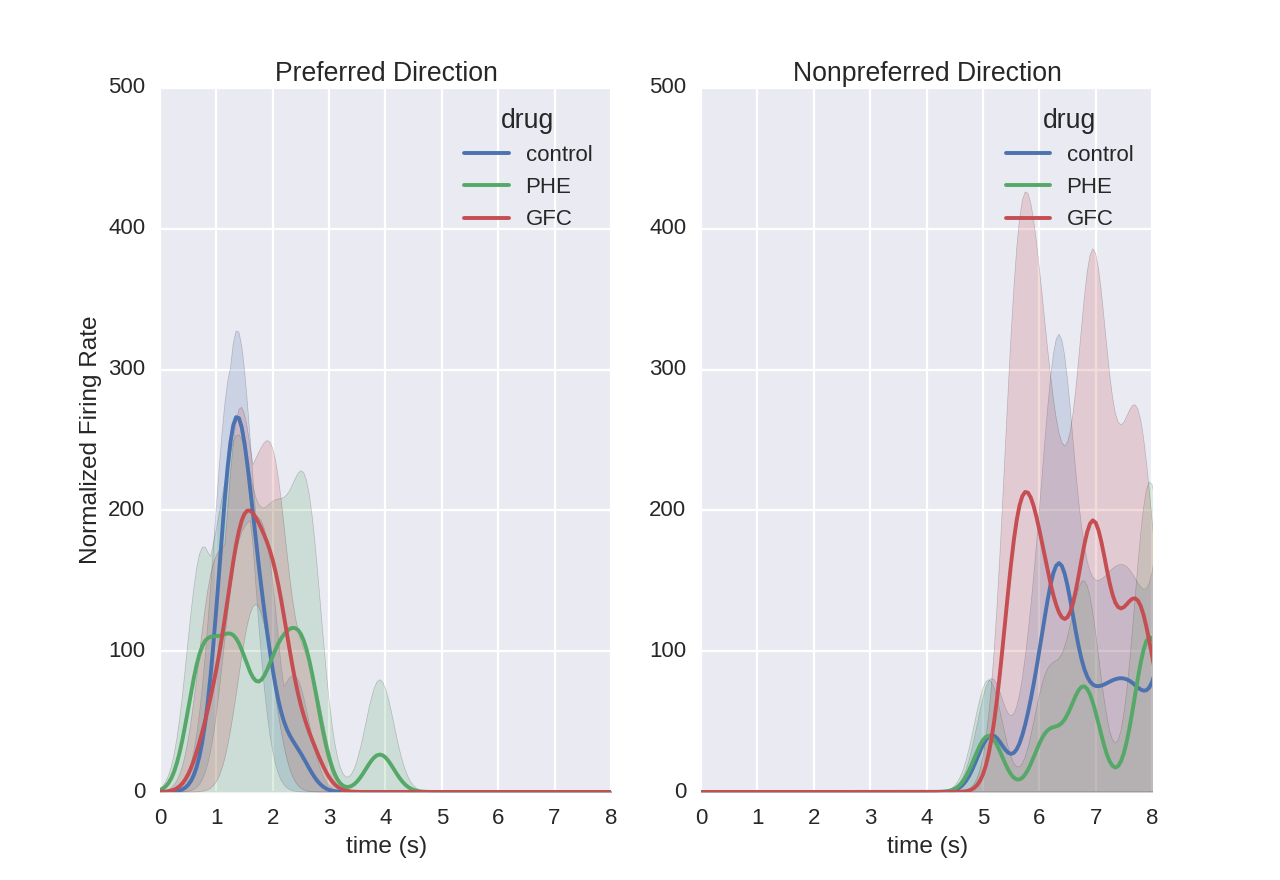 Preferred Direction
500
400
300
200
100
0
Normalized Firing Rate
drug
control
PHE
GFC
0 1 2 3 4 5 6 7 8
time (s)
Nonpreferred Direction
500
400
300
200
100
0
drug
control
PHE
GFC
0 1 2 3 4 5 6 7 8
time (s)